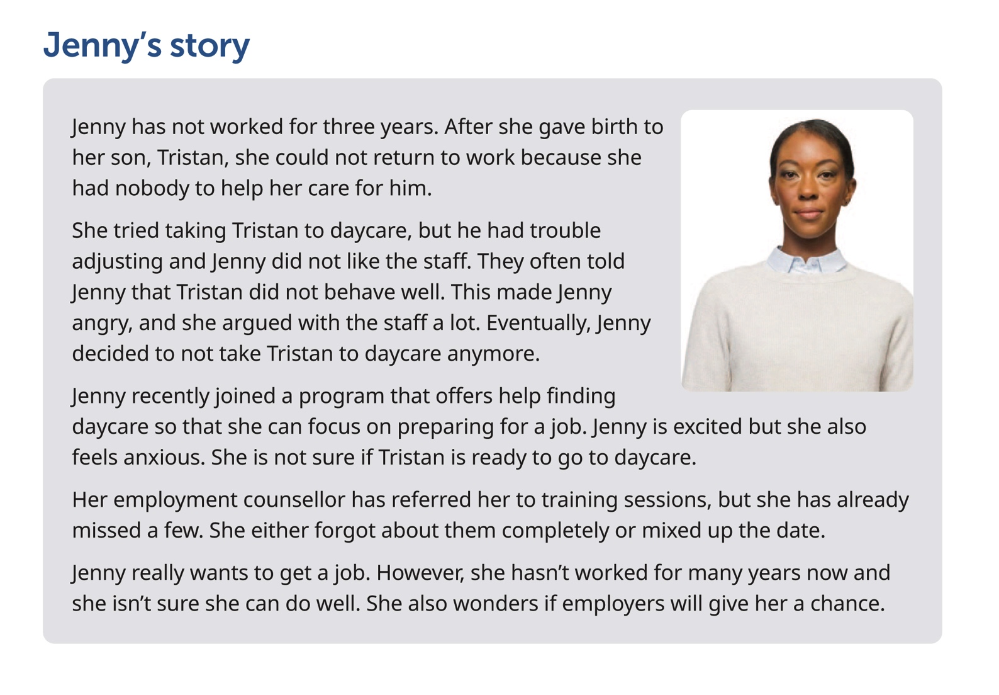 Jenny’s story
Jenny has not worked for three years. After she gave birth to
her son, Tristan, she could not return to work because she
had nobody to help her care for him.
She tried taking Tristan to daycare, but he had trouble
adjusting and Jenny did not like the staff. They often told
Jenny that Tristan did not behave well. This made Jenny
angry, and she argued with the staff a lot. Eventually, Jenny
decided to not take Tristan to daycare anymore.
Jenny recently joined a program that offers help finding
daycare so that she can focus on preparing for a job. Jenny is excited but she also
feels anxious. She is not sure if Tristan is ready to go to daycare.
Her employment counsellor has referred her to training sessions, but she has already
missed a few. She either forgot about them completely or mixed up the date.
Jenny really wants to get a job. However, she hasn’t worked for many years now and
she isn’t sure she can do well. She also wonders if employers will give her a chance.